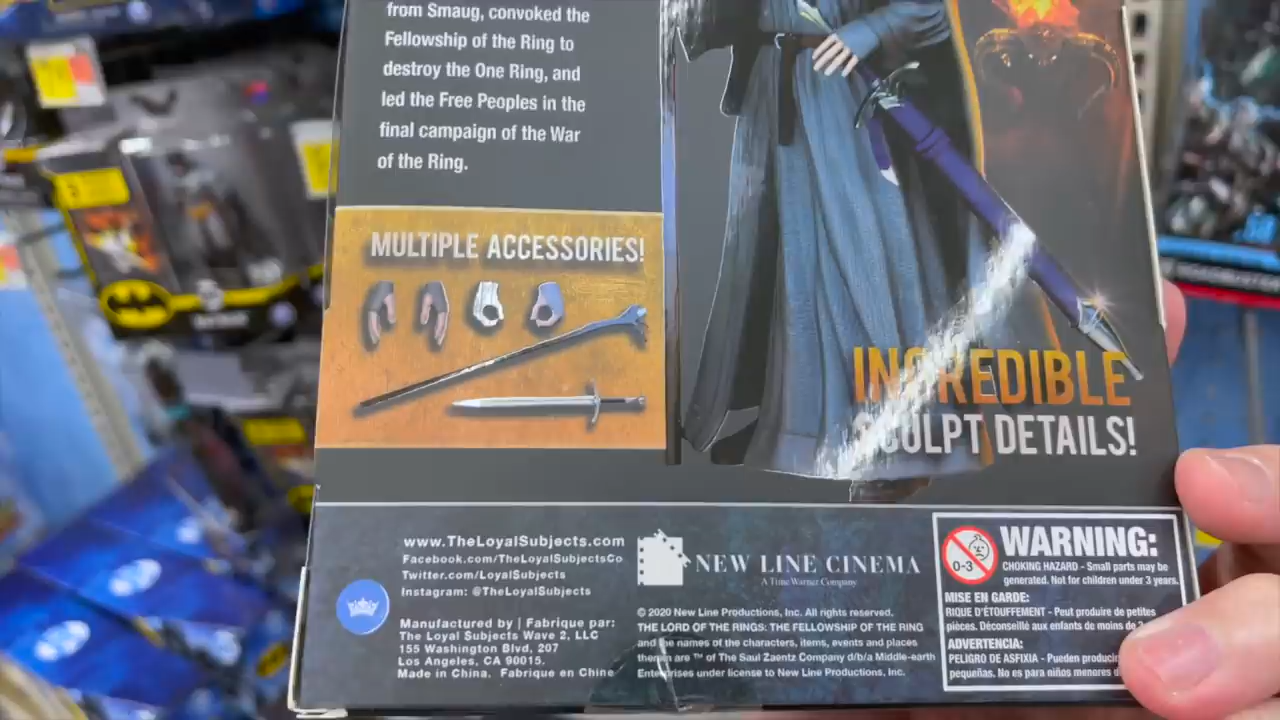 from Smaug, convoked the
Fellowship of the Ring to
destroy the One Ring, and
led the Free Peoples in the
final campaign of the War
of the Ring.
MULTIPLE ACCESSORIES!
INCREDIBLE
SCULPT DETAILS!
www.TheLoyalSubjects.com
Facebook.com/TheLoyalSubjectsCo
Twitter.com/LoyalSubjects
Instagram: @TheLoyalSubjects
Manufactured by | Fabrique par:
The Loyal Subjects Wave 2, LLC
155 Washington Blvd, 207
Los Angeles, CA 90015.
Made in China. Fabrique en Chine
NEW LINE CINEMA
A Time Warner Company
© 2020 New Line Productions, Inc. All rights reserved.
THE LORD OF THE RINGS: THE FELLOWSHIP OF THE RING
and the names of the characters, items, events and places
therein are ™ of The Saul Zaentz Company d/b/a Middle-earth
Enterprises under license to New Line Productions, Inc.
0-3
WARNING:
CHOKING HAZARD - Small parts may be
generated. Not for children under 3 years.
MISE EN GARDE:
RIQUE D'ÉTOUFFEMENT - Peut produire de petites
pièces. Déconseillé aux enfants de moins de
ADVERTENCIA:
PELIGRO DE ASFIXIA - Pueden
pequeñas. No es para niños menores